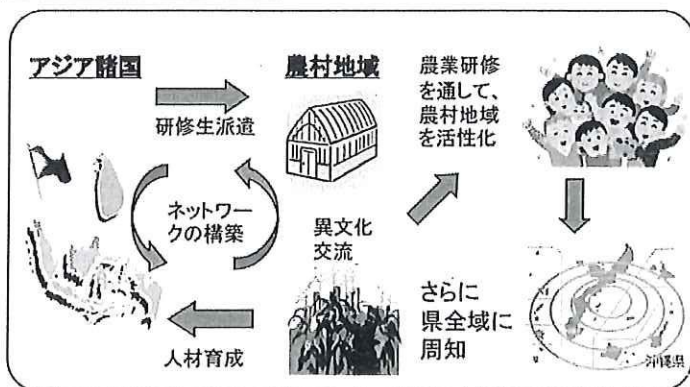 アジア諸国
農村地域
研修生派遣
ネットワー
クの構築
異文化
交流
人材育成
農業研修
を通して、
農村地域
を活性化
さらに
県全域に
周知
沖縄県